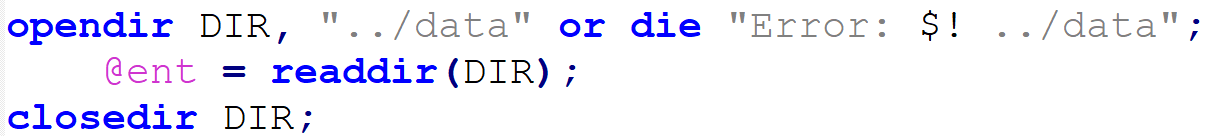 opendir DIR, "../data" or die "Error: $! ../data";
    @ent = readdir(DIR);
closedir DIR;